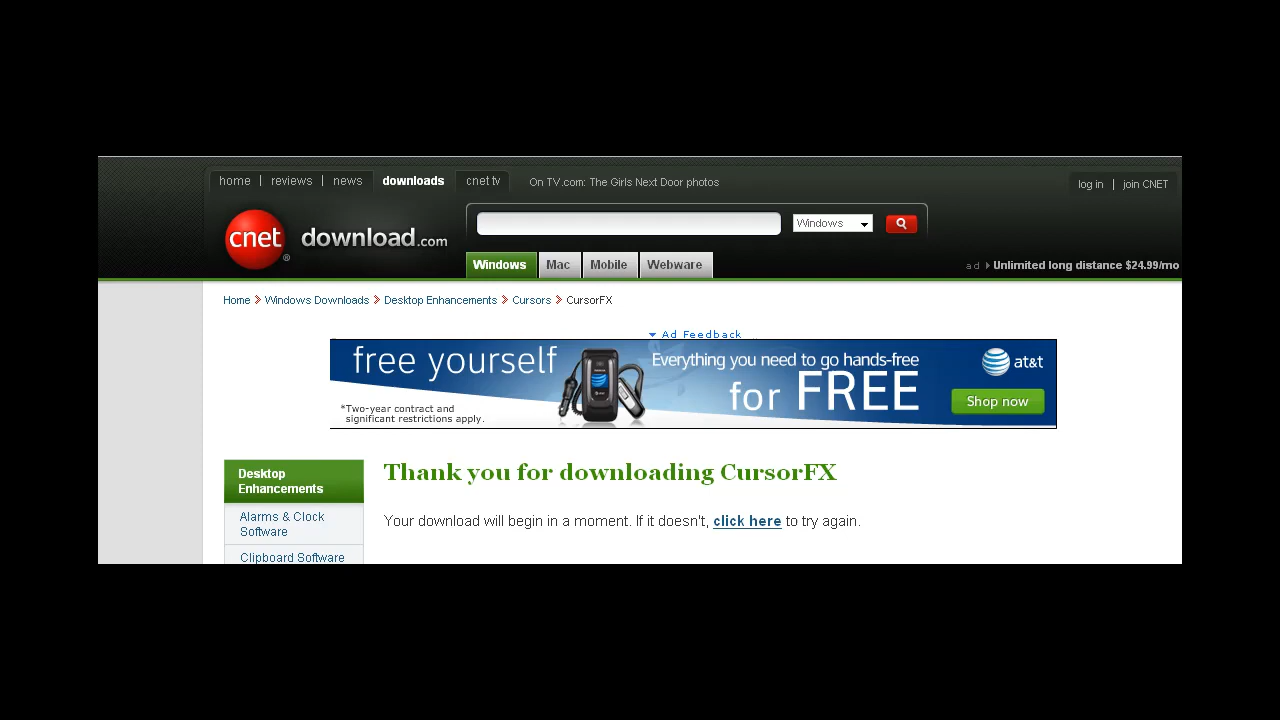 home | reviews | news downloads cnet tv On TV.com: The Girls Next Door photos log in | join CNET
cnet® download.com Windows
Windows Mac Mobile Webware ad Unlimited long distance $24.99/mo
Home Windows Downloads Desktop Enhancements Cursors CursorFX
Ad Feedback
free yourself Everything you need to go hands-free at&t
for FREE Shop now
*Two-year contract and
significant restrictions apply.
Desktop
Enhancements
Alarms & Clock
Software
Clipboard Software
Thank you for downloading CursorFX
Your download will begin in a moment. If it doesn't, click here to try again.